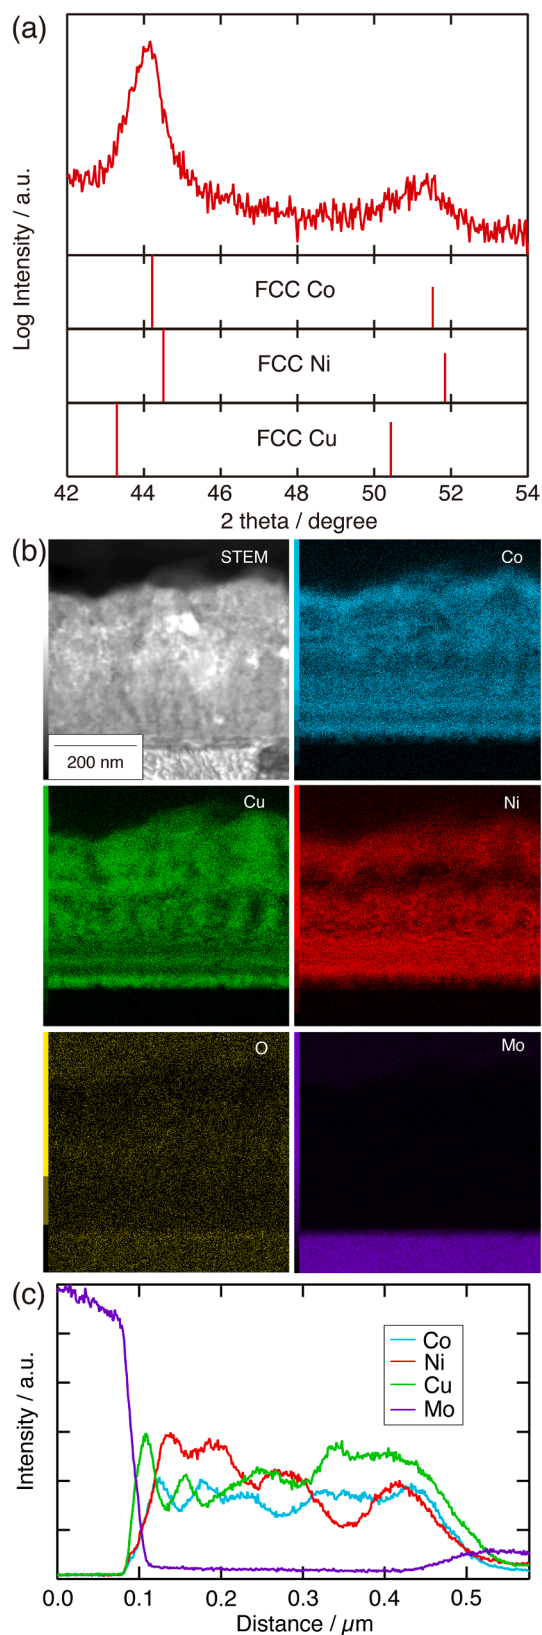 (a)
Log Intensity / a.u.
FCC Co
FCC Ni
FCC Cu
42 44 46 48 50 52 54
2 theta / degree
(b)
STEM
Co
200 nm
Cu
Ni
O
Mo
(c)
Intensity / a.u.
Co
Ni
Cu
Mo
0.0 0.1 0.2 0.3 0.4 0.5
Distance / μm